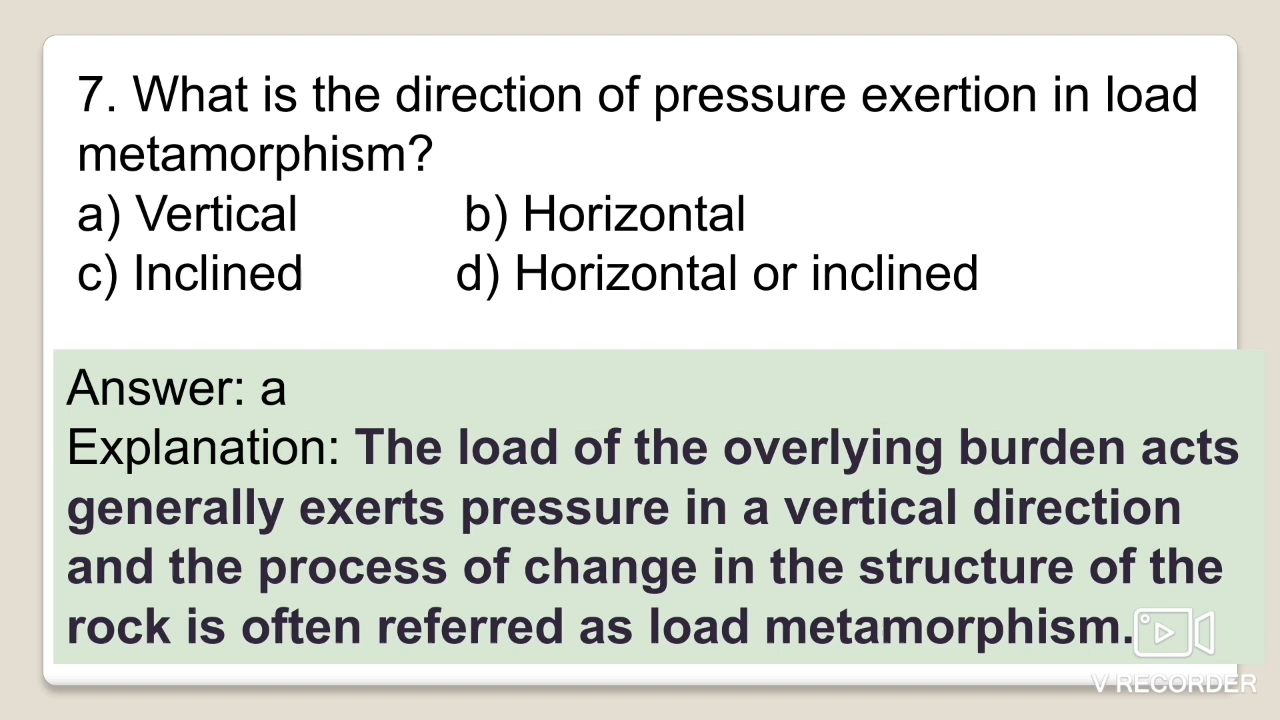 7. What is the direction of pressure exertion in load
metamorphism?
a) Vertical b) Horizontal
c) Inclined d) Horizontal or inclined
Answer: a
Explanation: The load of the overlying burden acts
generally exerts pressure in a vertical direction
and the process of change in the structure of the
rock is often referred as load metamorphism.
V RECORDER